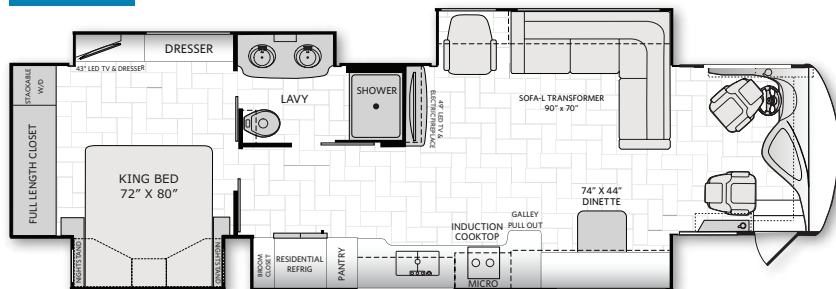 DRESSER
43" LED TV & DRESSER
STACKABLE
W/D
FULL LENGTH CLOSET
KING BED
72" X 80"
NIGHTSTAND
NIGHTSTAND
LAVY
SHOWER
49" LED TV &
ELECTRIC FIREPLACE
SOFA-L TRANSFORMER
90" x 70"
74" X 44"
DINETTE
GALLEY
PULL OUT
INDUCTION
COOKTOP
MICRO
BROOM
CLOSET
RESIDENTIAL
REFRIG
PANTRY